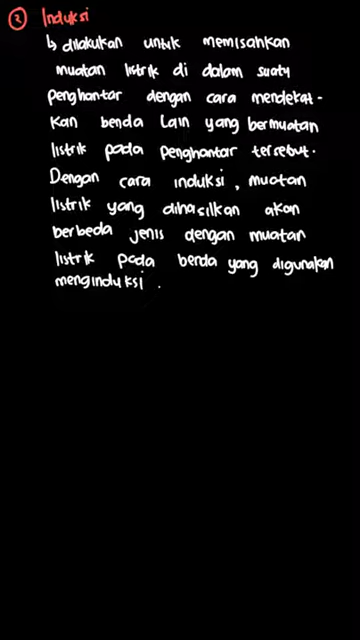 ② Induksi
↳ dilakukan untuk memisahkan
muatan listrik di dalam suatu
penghantar dengan cara mendekat-
kan benda lain yang bermuatan
listrik pada penghantar tersebut.
Dengan cara induksi, muatan
listrik yang dihasilkan akan
berbeda jenis dengan muatan
listrik pada benda yang digunakan
menginduksi.